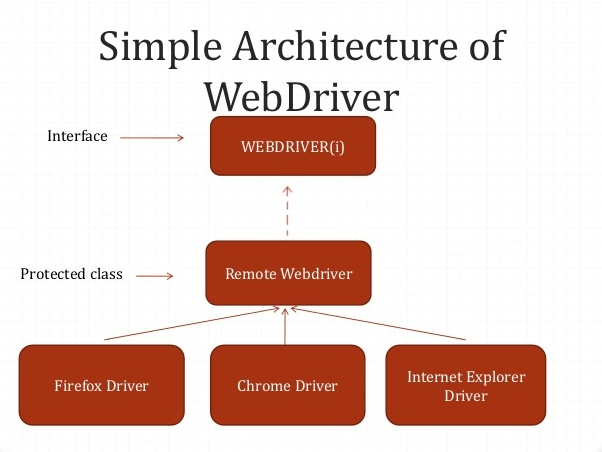 Simple Architecture of
WebDriver
Interface
WEBDRIVER(i)
Protected class
Remote Webdriver
Firefox Driver
Chrome Driver
Internet Explorer
Driver